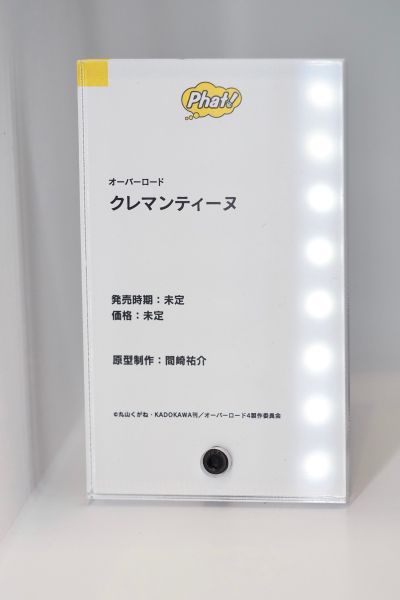 Phat!
オーバーロード
クレマンティーヌ
発売時期：未定
価格：未定
原型制作：間崎祐介
©丸山くがね・KADOKAWA刊／オーバーロード4製作委員会